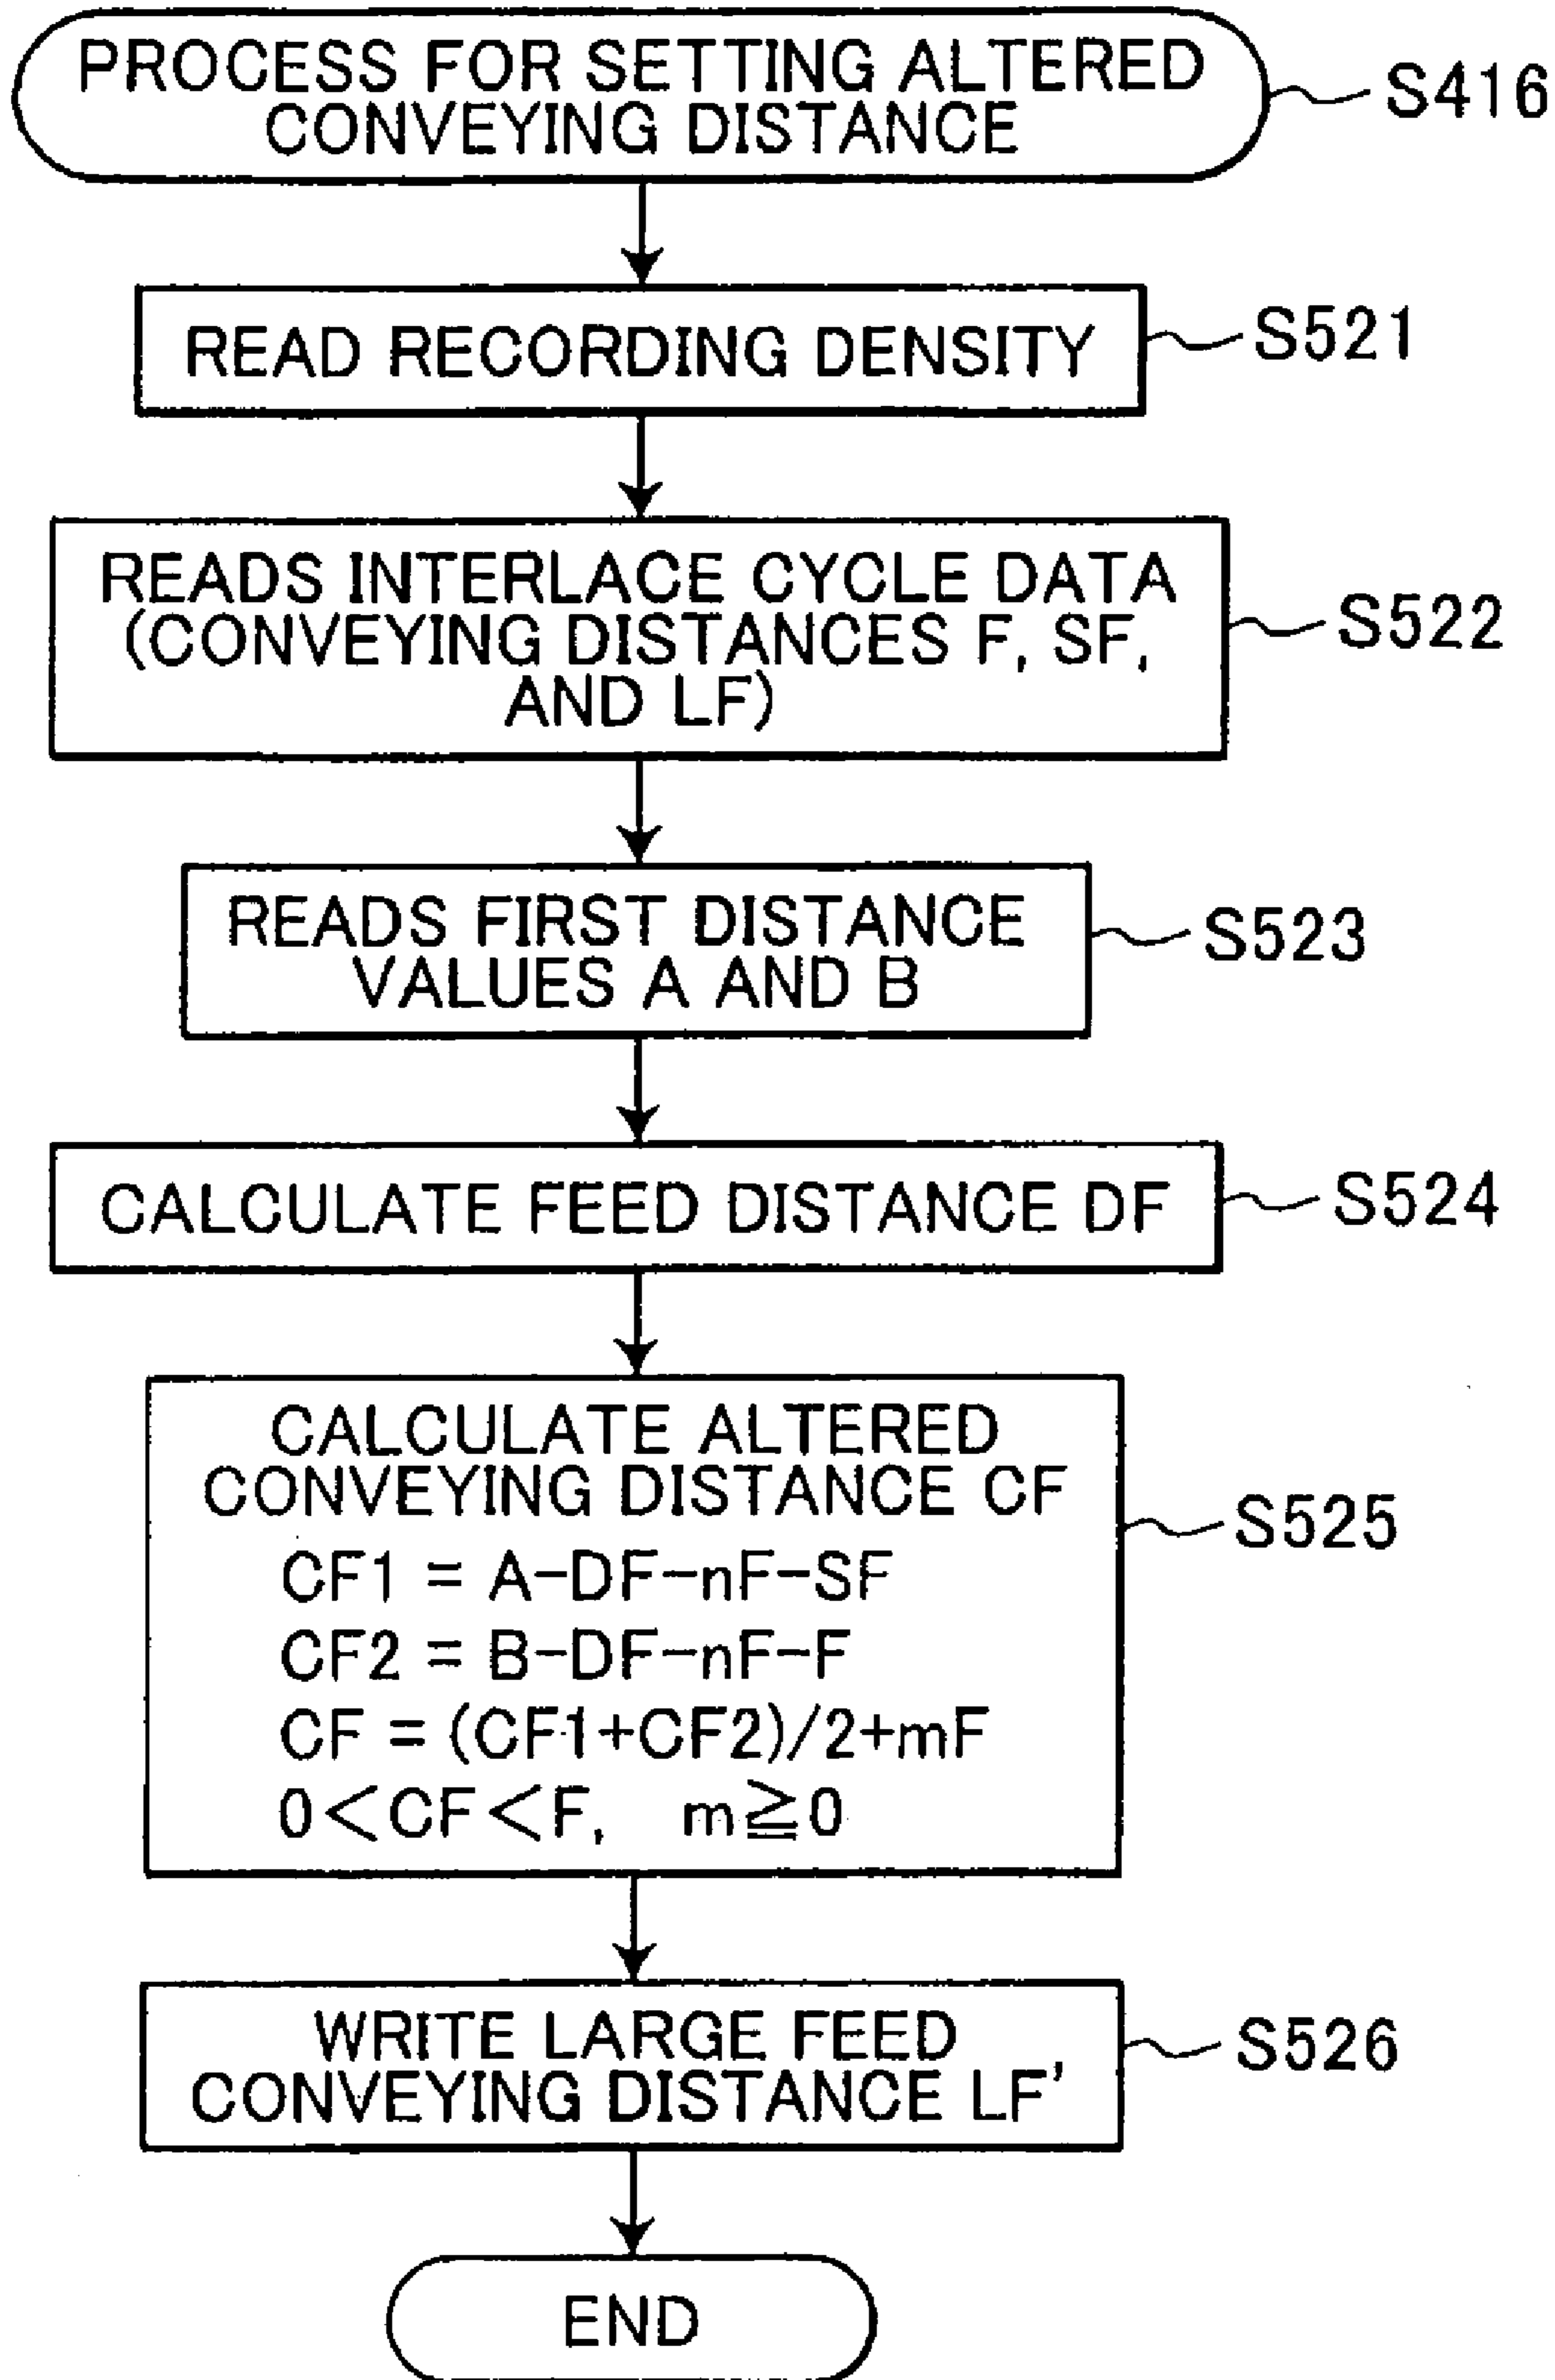 PROCESS FOR SETTING ALTERED
CONVEYING DISTANCE
S416
READ RECORDING DENSITY
S521
READS INTERLACE CYCLE DATA
(CONVEYING DISTANCES F, SF,
AND LF)
S522
READS FIRST DISTANCE
VALUES A AND B
S523
CALCULATE FEED DISTANCE DF
S524
CALCULATE ALTERED
CONVEYING DISTANCE CF
CF1 = A-DF-nF-SF
CF2 = B-DF-nF-F
CF = (CF1+CF2)/2+mF
0<CF<F, m≧0
S525
WRITE LARGE FEED
CONVEYING DISTANCE LF'
S526
END